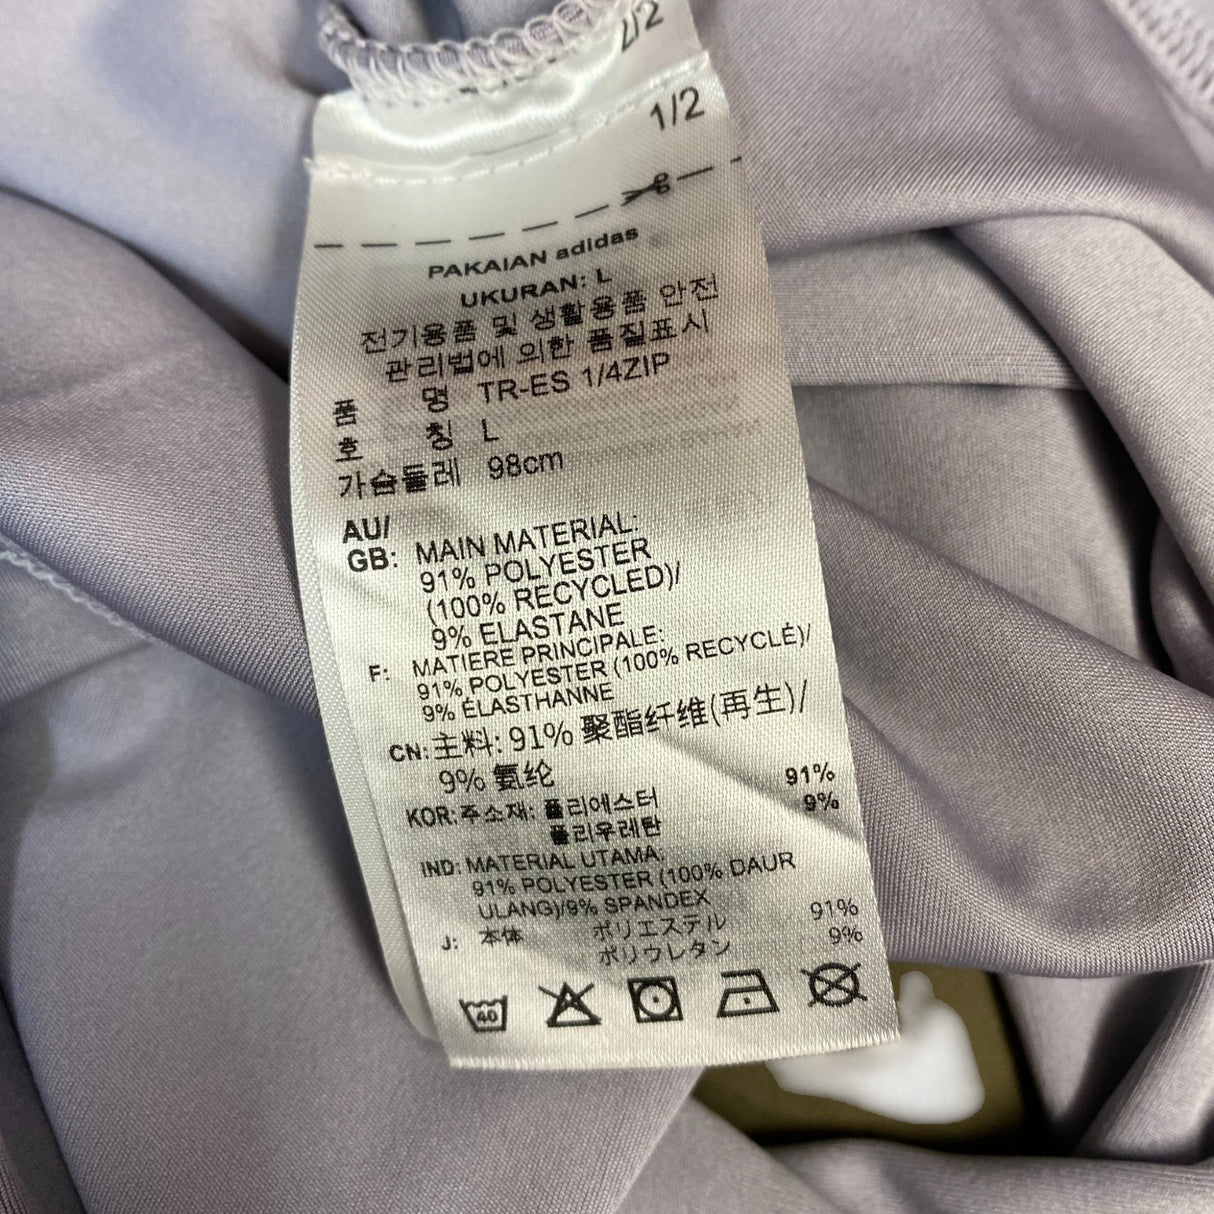 2/2
1/2
PAKAIAN adidas
UKURAN: L
전기용품 및 생활용품 안전
관리법에 의한 품질표시
품 명 TR-ES 1/4ZIP
호 칭 L
가슴둘레 98cm
AU/
GB: MAIN MATERIAL:
91% POLYESTER
(100% RECYCLED)/
9% ELASTANE
F: MATIERE PRINCIPALE:
91% POLYESTER (100% RECYCLÉ)/
9% ÉLASTHANNE
CN: 主料: 91% 聚酯纤维(再生)/
9% 氨纶
KOR: 주소재: 폴리에스터 91%
폴리우레탄 9%
IND: MATERIAL UTAMA:
91% POLYESTER (100% DAUR
ULANG)/9% SPANDEX
J: 本体 ポリエステル 91%
ポリウレタン 9%
40